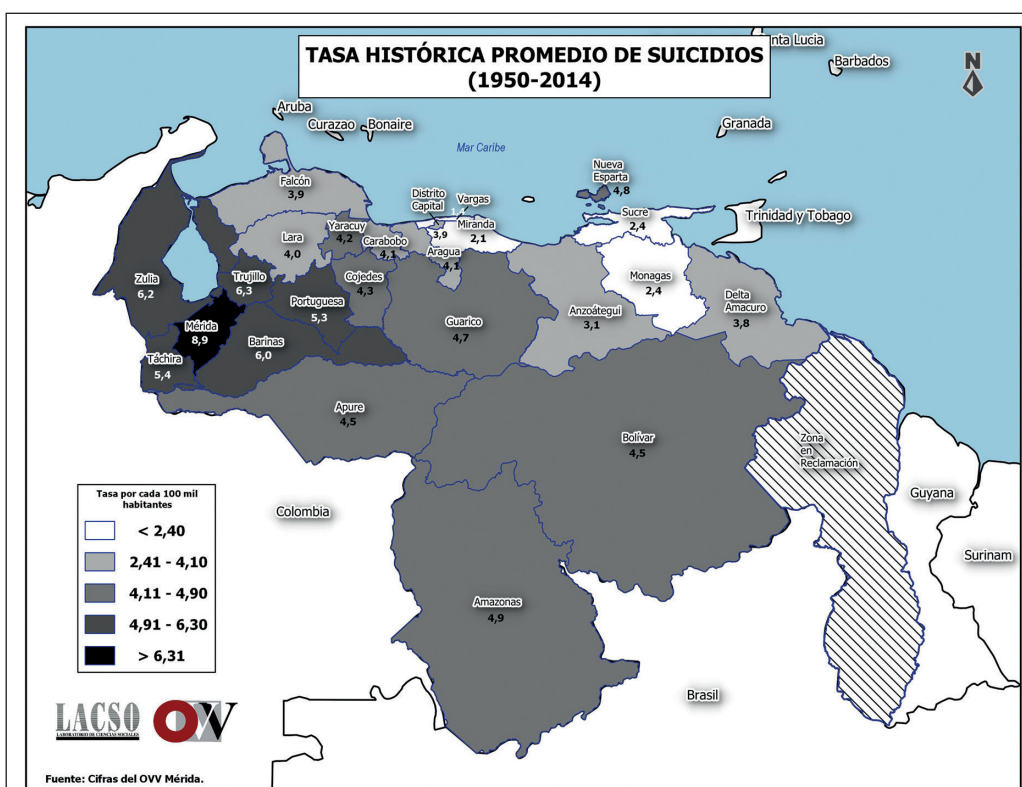 TASA HISTÓRICA PROMEDIO DE SUICIDIOS
(1950-2014)
N
Barbados
Aruba
Curazao
Bonaire
Granada
Mar Caribe
Nueva
Esparta
4,8
Falcón
3,9
Distrito
Capital
3,9
Vargas
Miranda
2,1
Sucre
2,4
Trinidad y Tobago
Yaracuy
4,2
Carabobo
4,1
Lara
4,0
Aragua
4,1
Zulia
6,2
Trujillo
6,3
Cojedes
4,3
Monagas
2,4
Delta
Amacuro
3,8
Portuguesa
5,3
Guarico
4,7
Anzoátegui
3,1
Mérida
8,9
Barinas
6,0
Táchira
5,4
Apure
4,5
Bolívar
4,5
Zona
en
Reclamación
Guyana
Surinam
Colombia
Amazonas
4,9
Brasil
Tasa por cada 100 mil
habitantes
< 2,40
2,41 - 4,10
4,11 - 4,90
4,91 - 6,30
> 6,31
LACSO
LABORATORIO DE CIENCIAS SOCIALES
OVV
Fuente: Cifras del OVV Mérida.